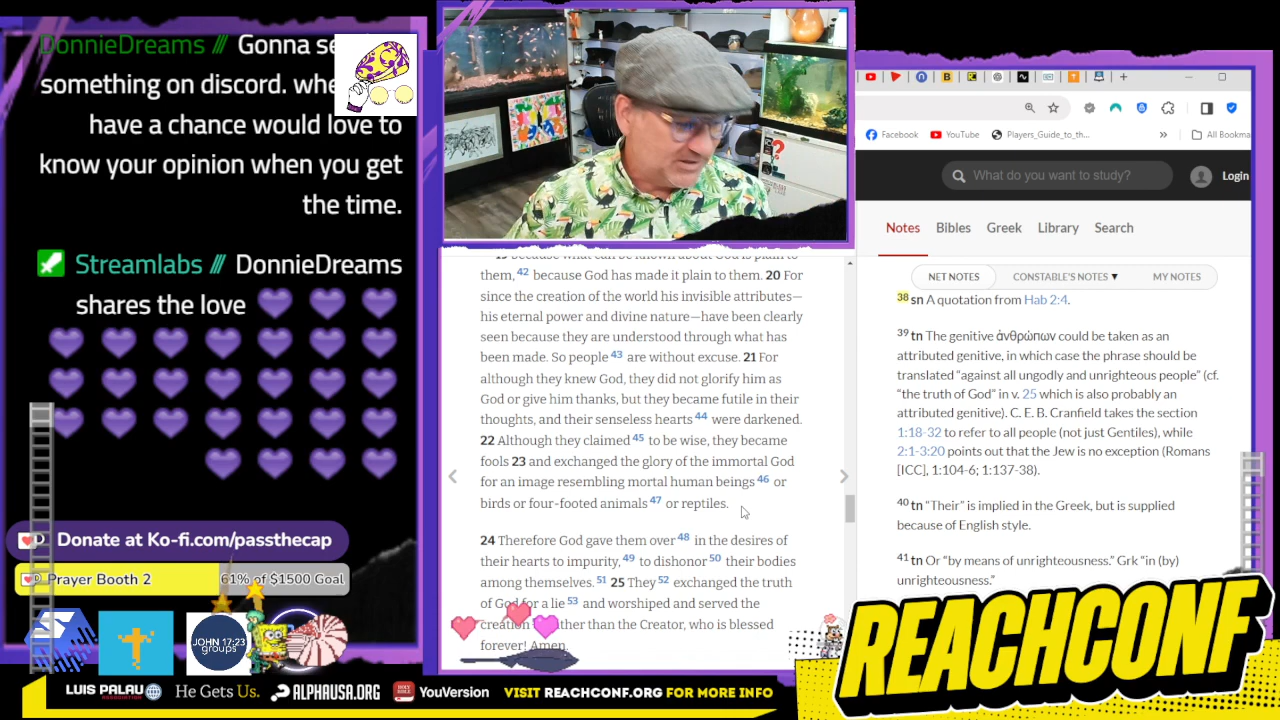 DonnieDreams /// Gonna se
something on discord. whe
have a chance would love to
know your opinion when you get
the time.
Streamlabs /// DonnieDreams
shares the love
Donate at Ko-fi.com/passthecap
Prayer Booth 2
61% of $1500 Goal
JOHN 17:23
groups
because what can be known about God is plain to
them,42 because God has made it plain to them. 20 For
since the creation of the world his invisible attributes—
his eternal power and divine nature—have been clearly
seen because they are understood through what has
been made. So people 43 are without excuse. 21 For
although they knew God, they did not glorify him as
God or give him thanks, but they became futile in their
thoughts, and their senseless hearts 44 were darkened.
22 Although they claimed 45 to be wise, they became
fools 23 and exchanged the glory of the immortal God
for an image resembling mortal human beings 46 or
birds or four-footed animals 47 or reptiles.
24 Therefore God gave them over 48 in the desires of
their hearts to impurity, 49 to dishonor 50 their bodies
among themselves. 51 25 They 52 exchanged the truth
of God for a lie 53 and worshiped and served the
creation ther than the Creator, who is blessed
forever! Amen.
Facebook YouTube Players_Guide_to_th... » All Bookma
What do you want to study? Login
Notes Bibles Greek Library Search
NET NOTES CONSTABLE'S NOTES ▼ MY NOTES
38 sn A quotation from Hab 2:4.
39 tn The genitive ἀνθρώπων could be taken as an
attributed genitive, in which case the phrase should be
translated “against all ungodly and unrighteous people” (cf.
“the truth of God” in v. 25 which is also probably an
attributed genitive). C. E. B. Cranfield takes the section
1:18-32 to refer to all people (not just Gentiles), while
2:1-3:20 points out that the Jew is no exception (Romans
[ICC], 1:104-6; 1:137-38).
40 tn “Their” is implied in the Greek, but is supplied
because of English style.
41 tn Or “by means of unrighteousness.” Grk “in (by)
unrighteousness.”
REACHCONF
LUIS PALAU He Gets Us. ALPHAUSA.ORG HOLY BIBLE YouVersion VISIT REACHCONF.ORG FOR MORE INFO